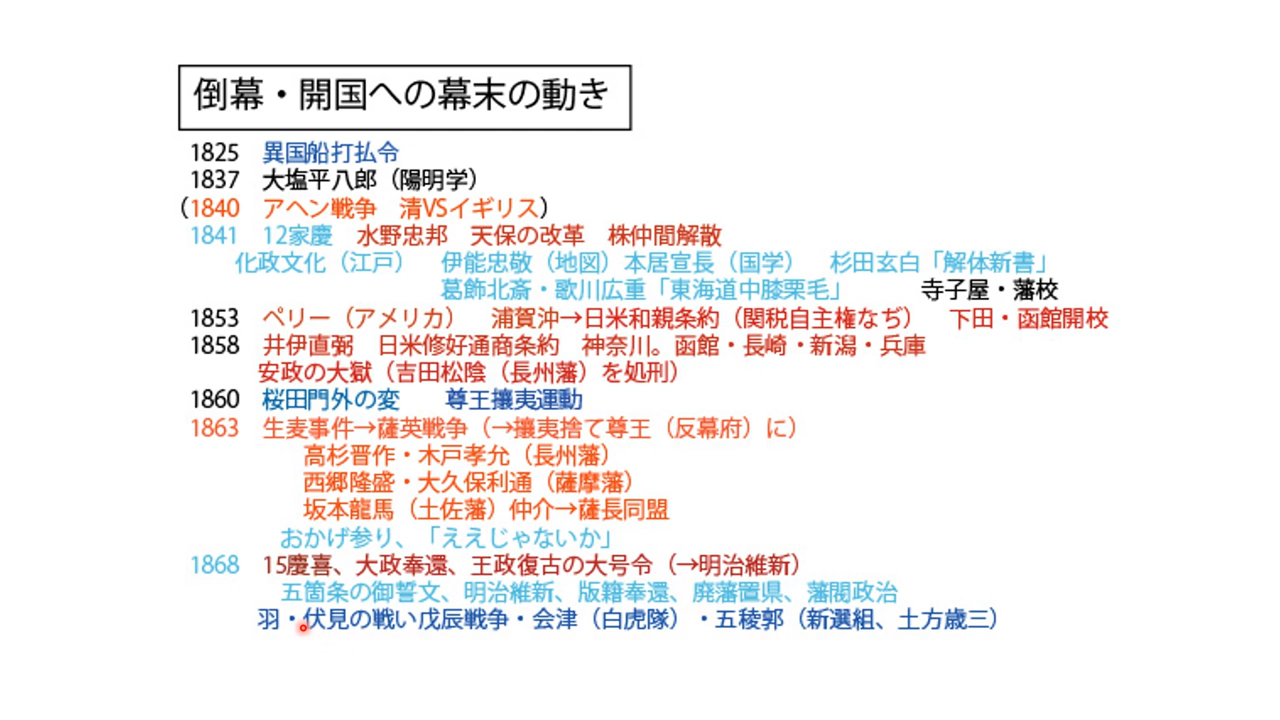 倒幕・開国への幕末の動き
1825 異国船打払令
1837 大塩平八郎（陽明学）
（1840 アヘン戦争 清VSイギリス）
1841 12家慶 水野忠邦 天保の改革 株仲間解散
化政文化（江戸） 伊能忠敬（地図）本居宣長（国学） 杉田玄白「解体新書」
葛飾北斎・歌川広重「東海道中膝栗毛」 寺子屋・藩校
1853 ペリー（アメリカ） 浦賀沖→日米和親条約（関税自主権なぢ） 下田・函館開校
1858 井伊直弼 日米修好通商条約 神奈川。函館・長崎・新潟・兵庫
安政の大獄（吉田松陰（長州藩）を処刑）
1860 桜田門外の変 尊王攘夷運動
1863 生麦事件→薩英戦争（→攘夷捨て尊王（反幕府）に）
高杉晋作・木戸孝允（長州藩）
西郷隆盛・大久保利通（薩摩藩）
坂本龍馬（土佐藩）仲介→薩長同盟
おかげ参り、「ええじゃないか」
1868 15慶喜、大政奉還、王政復古の大号令（→明治維新）
五箇条の御誓文、明治維新、版籍奉還、廃藩置県、藩閥政治
羽・伏見の戦い戊辰戦争・会津（白虎隊）・五稜郭（新選組、土方歳三）